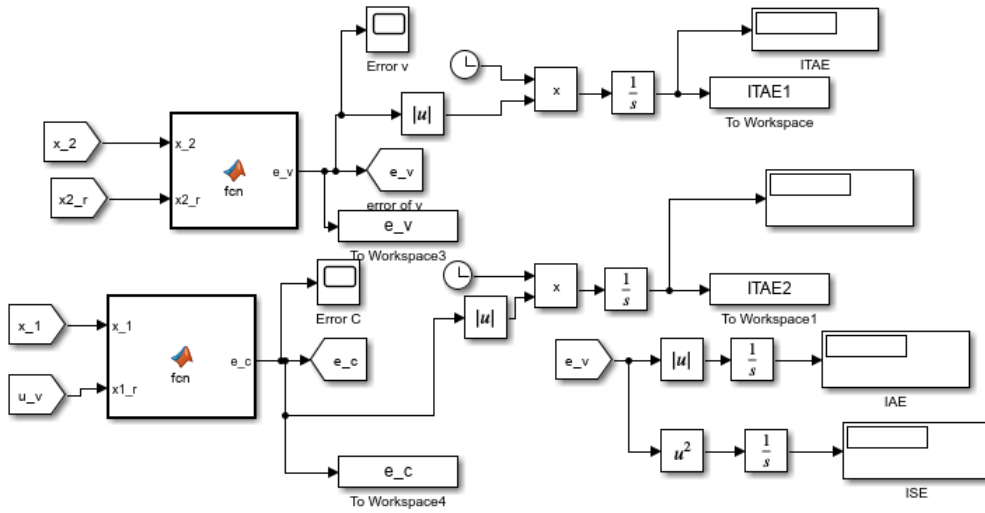 Error v
ITAE
|u|
x
1
s
ITAE1
To Workspace
x_2
x2_r
x_2
x2_r
fcn
e_v
e_v
error of v
e_v
To Workspace3
x_1
u_v
x_1
x1_r
fcn
e_c
Error C
e_c
e_c
To Workspace4
|u|
x
1
s
ITAE2
To Workspace1
e_v
|u|
1
s
IAE
u²
1
s
ISE